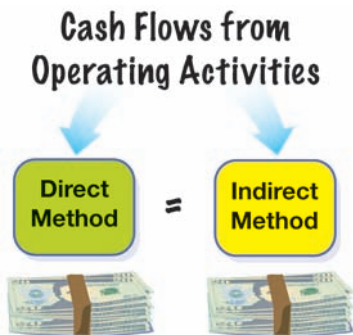 Cash Flows from
Operating Activities
Direct
Method
=
Indirect
Method